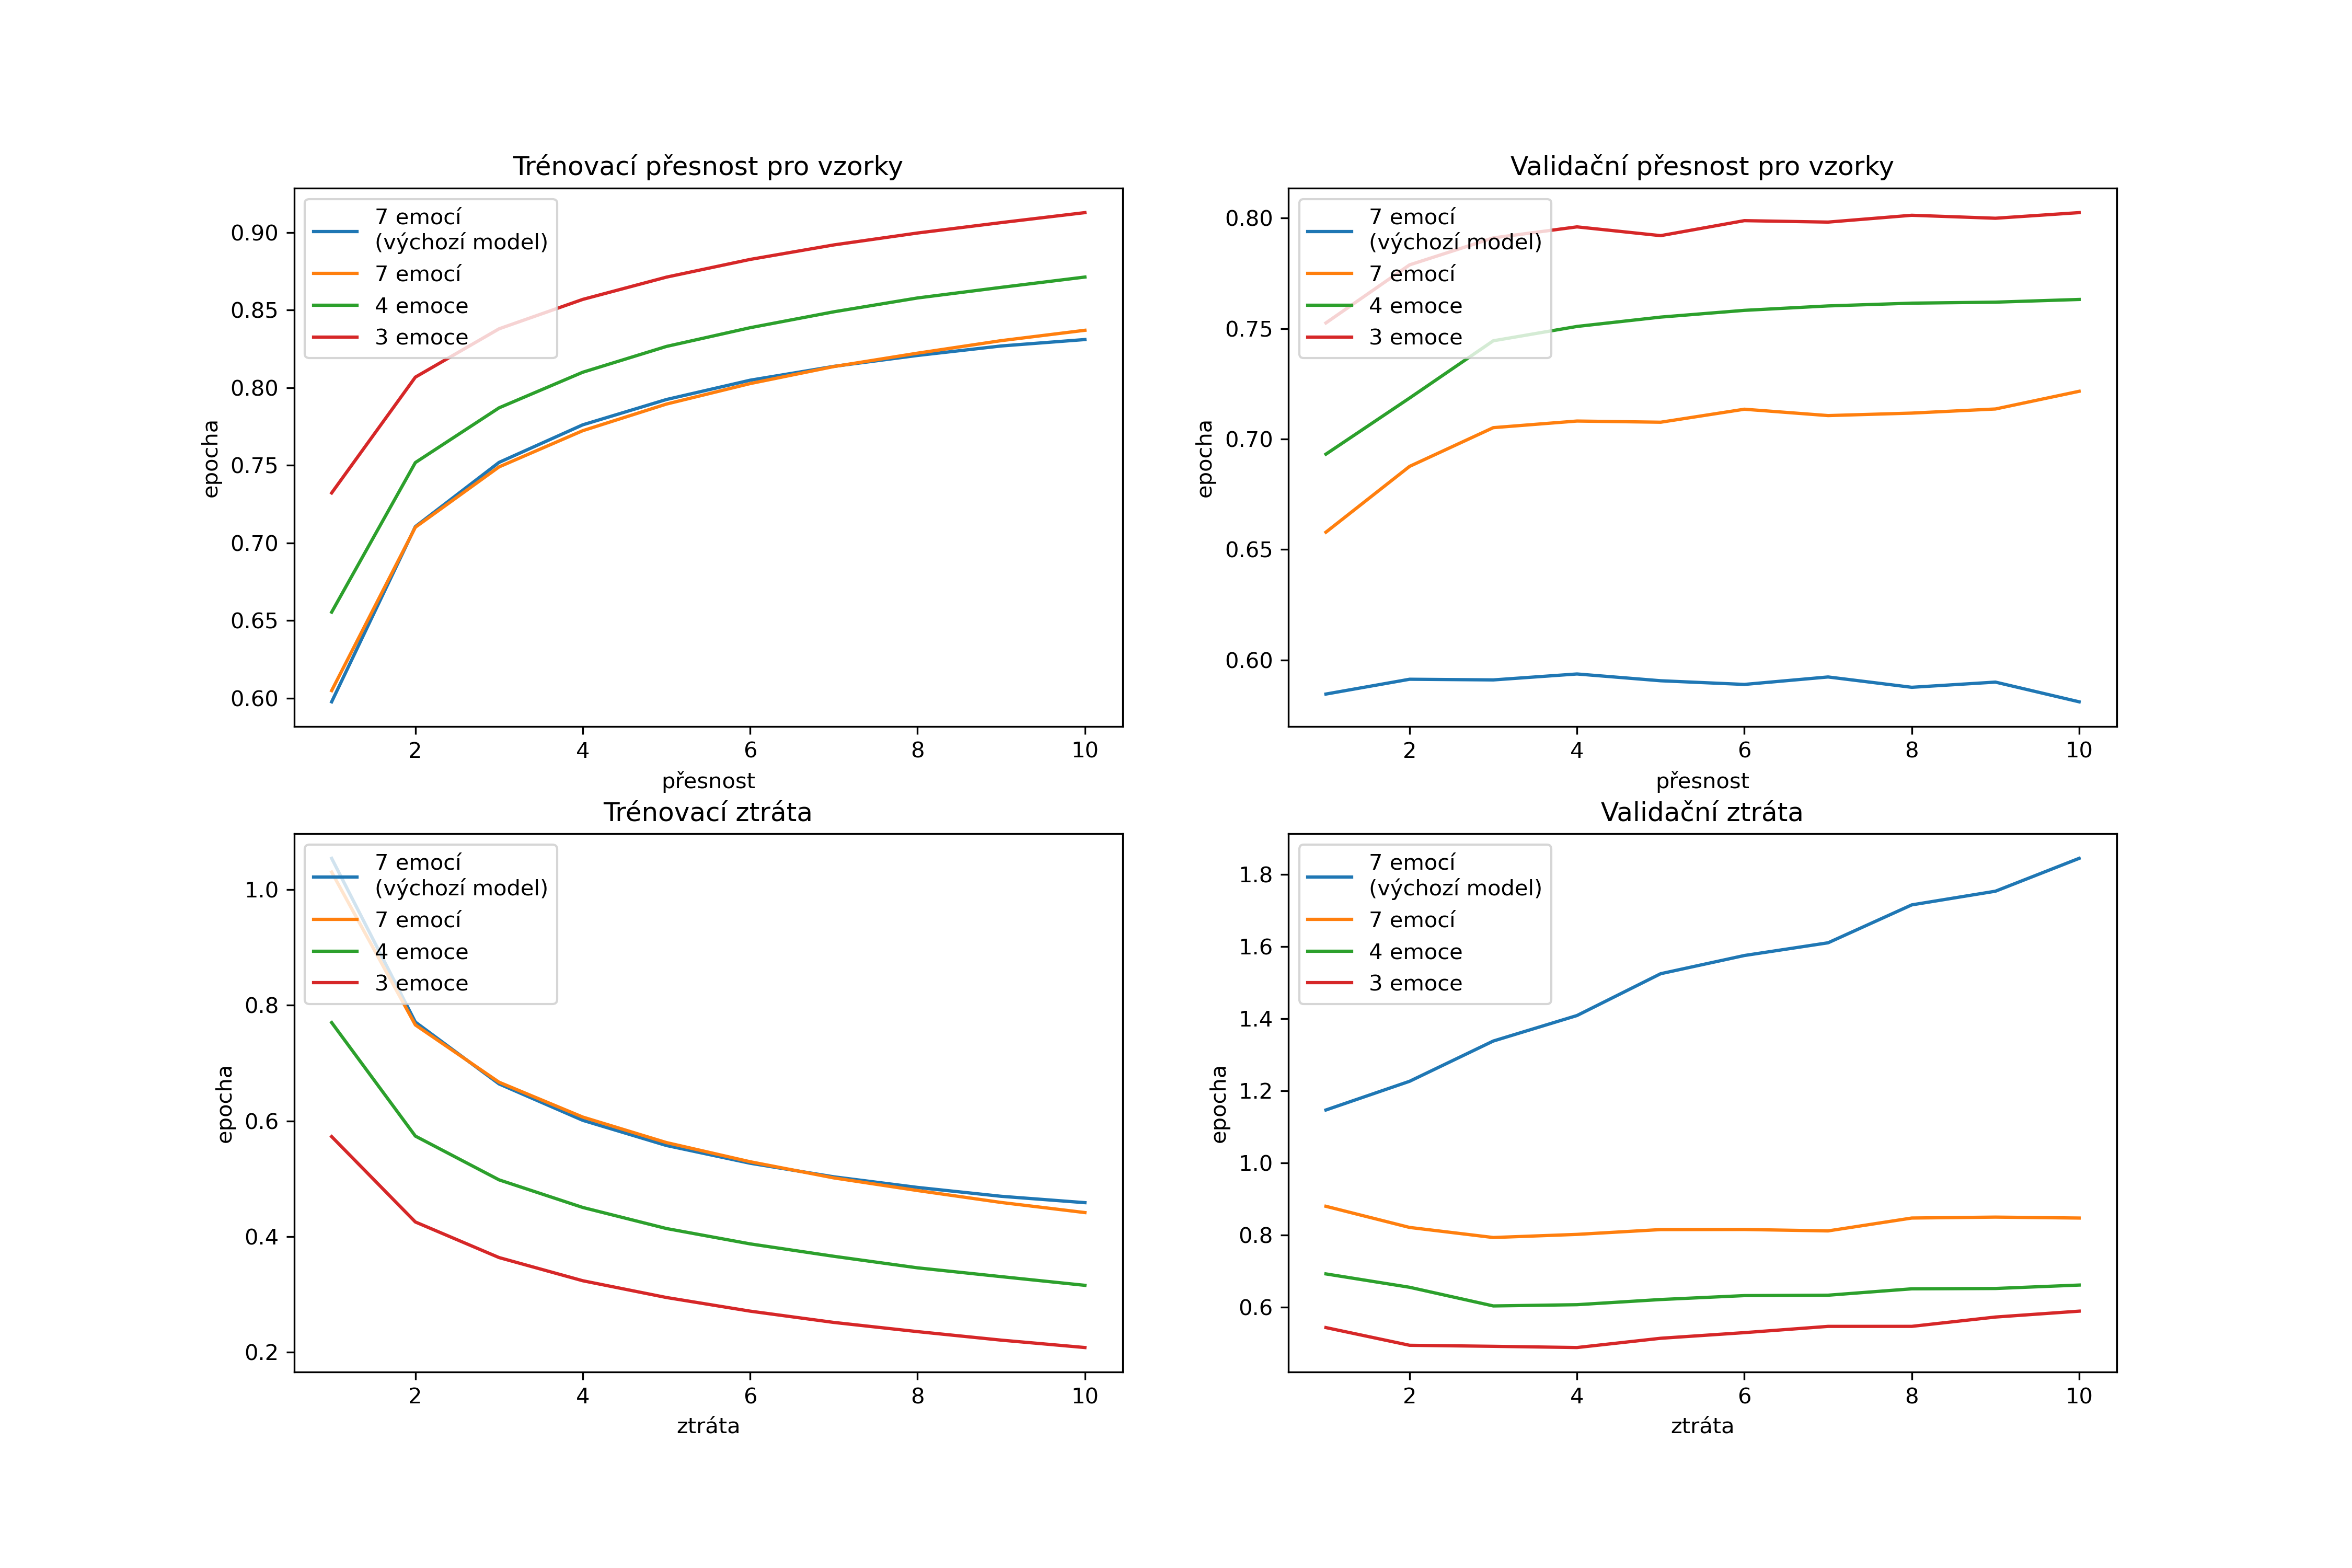 Trénovací přesnost pro vzorky
0.90
0.85
0.80
0.75
0.70
0.65
0.60
epocha
7 emocí
(výchozí model)
7 emocí
4 emoce
3 emoce
2 4 6 8 10
přesnost
Validační přesnost pro vzorky
0.80
0.75
0.70
0.65
0.60
epocha
7 emocí
(výchozí model)
7 emocí
4 emoce
3 emoce
2 4 6 8 10
přesnost
Trénovací ztráta
1.0
0.8
0.6
0.4
0.2
epocha
7 emocí
(výchozí model)
7 emocí
4 emoce
3 emoce
2 4 6 8 10
ztráta
Validační ztráta
1.8
1.6
1.4
1.2
1.0
0.8
0.6
epocha
7 emocí
(výchozí model)
7 emocí
4 emoce
3 emoce
2 4 6 8 10
ztráta